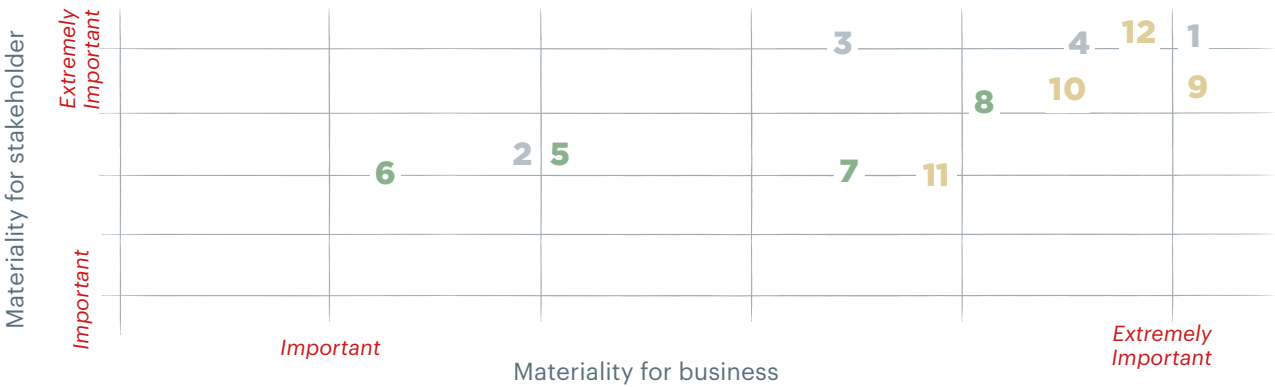 Materiality for stakeholder
Extremely
Important
Important
3
4
12
1
8
10
9
6
2
5
7
11
Important
Extremely
Important
Materiality for business